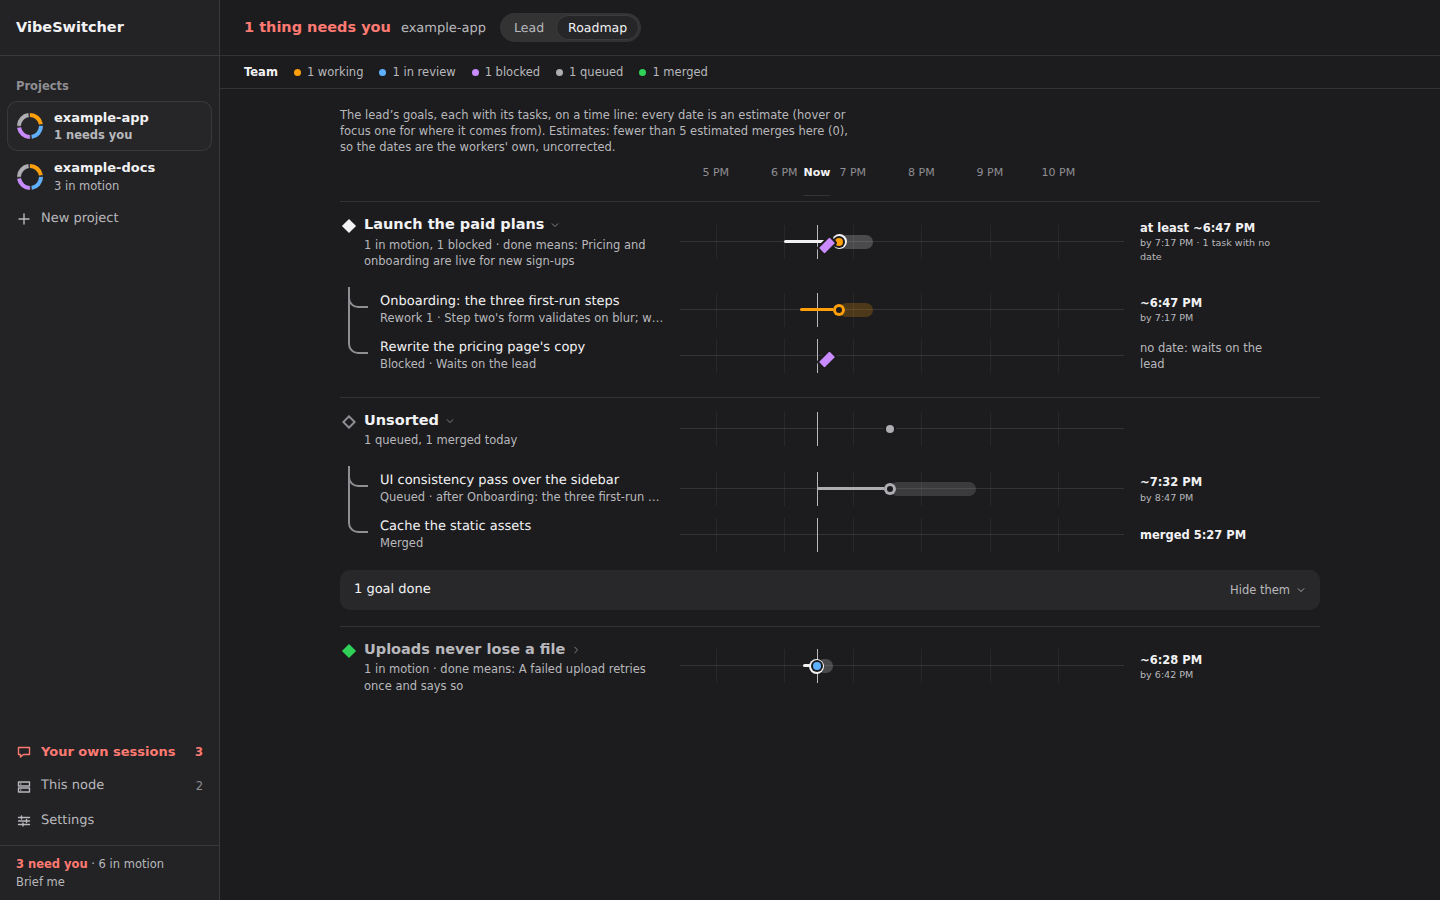 VibeSwitcher
Projects
example-app
1 needs you
example-docs
3 in motion
New project
Your own sessions 3
This node 2
Settings
3 need you · 6 in motion
Brief me
1 thing needs you example-app Lead Roadmap
Team 1 working 1 in review 1 blocked 1 queued 1 merged
The lead’s goals, each with its tasks, on a time line: every date is an estimate (hover or
focus one for where it comes from). Estimates: fewer than 5 estimated merges here (0),
so the dates are the workers' own, uncorrected.
5 PM 6 PM Now 7 PM 8 PM 9 PM 10 PM
Launch the paid plans
1 in motion, 1 blocked · done means: Pricing and
onboarding are live for new sign-ups
at least ~6:47 PM
by 7:17 PM · 1 task with no
date
Onboarding: the three first-run steps
Rework 1 · Step two's form validates on blur; w…
~6:47 PM
by 7:17 PM
Rewrite the pricing page's copy
Blocked · Waits on the lead
no date: waits on the
lead
Unsorted
1 queued, 1 merged today
UI consistency pass over the sidebar
Queued · after Onboarding: the three first-run …
~7:32 PM
by 8:47 PM
Cache the static assets
Merged
merged 5:27 PM
1 goal done Hide them
Uploads never lose a file
1 in motion · done means: A failed upload retries
once and says so
~6:28 PM
by 6:42 PM